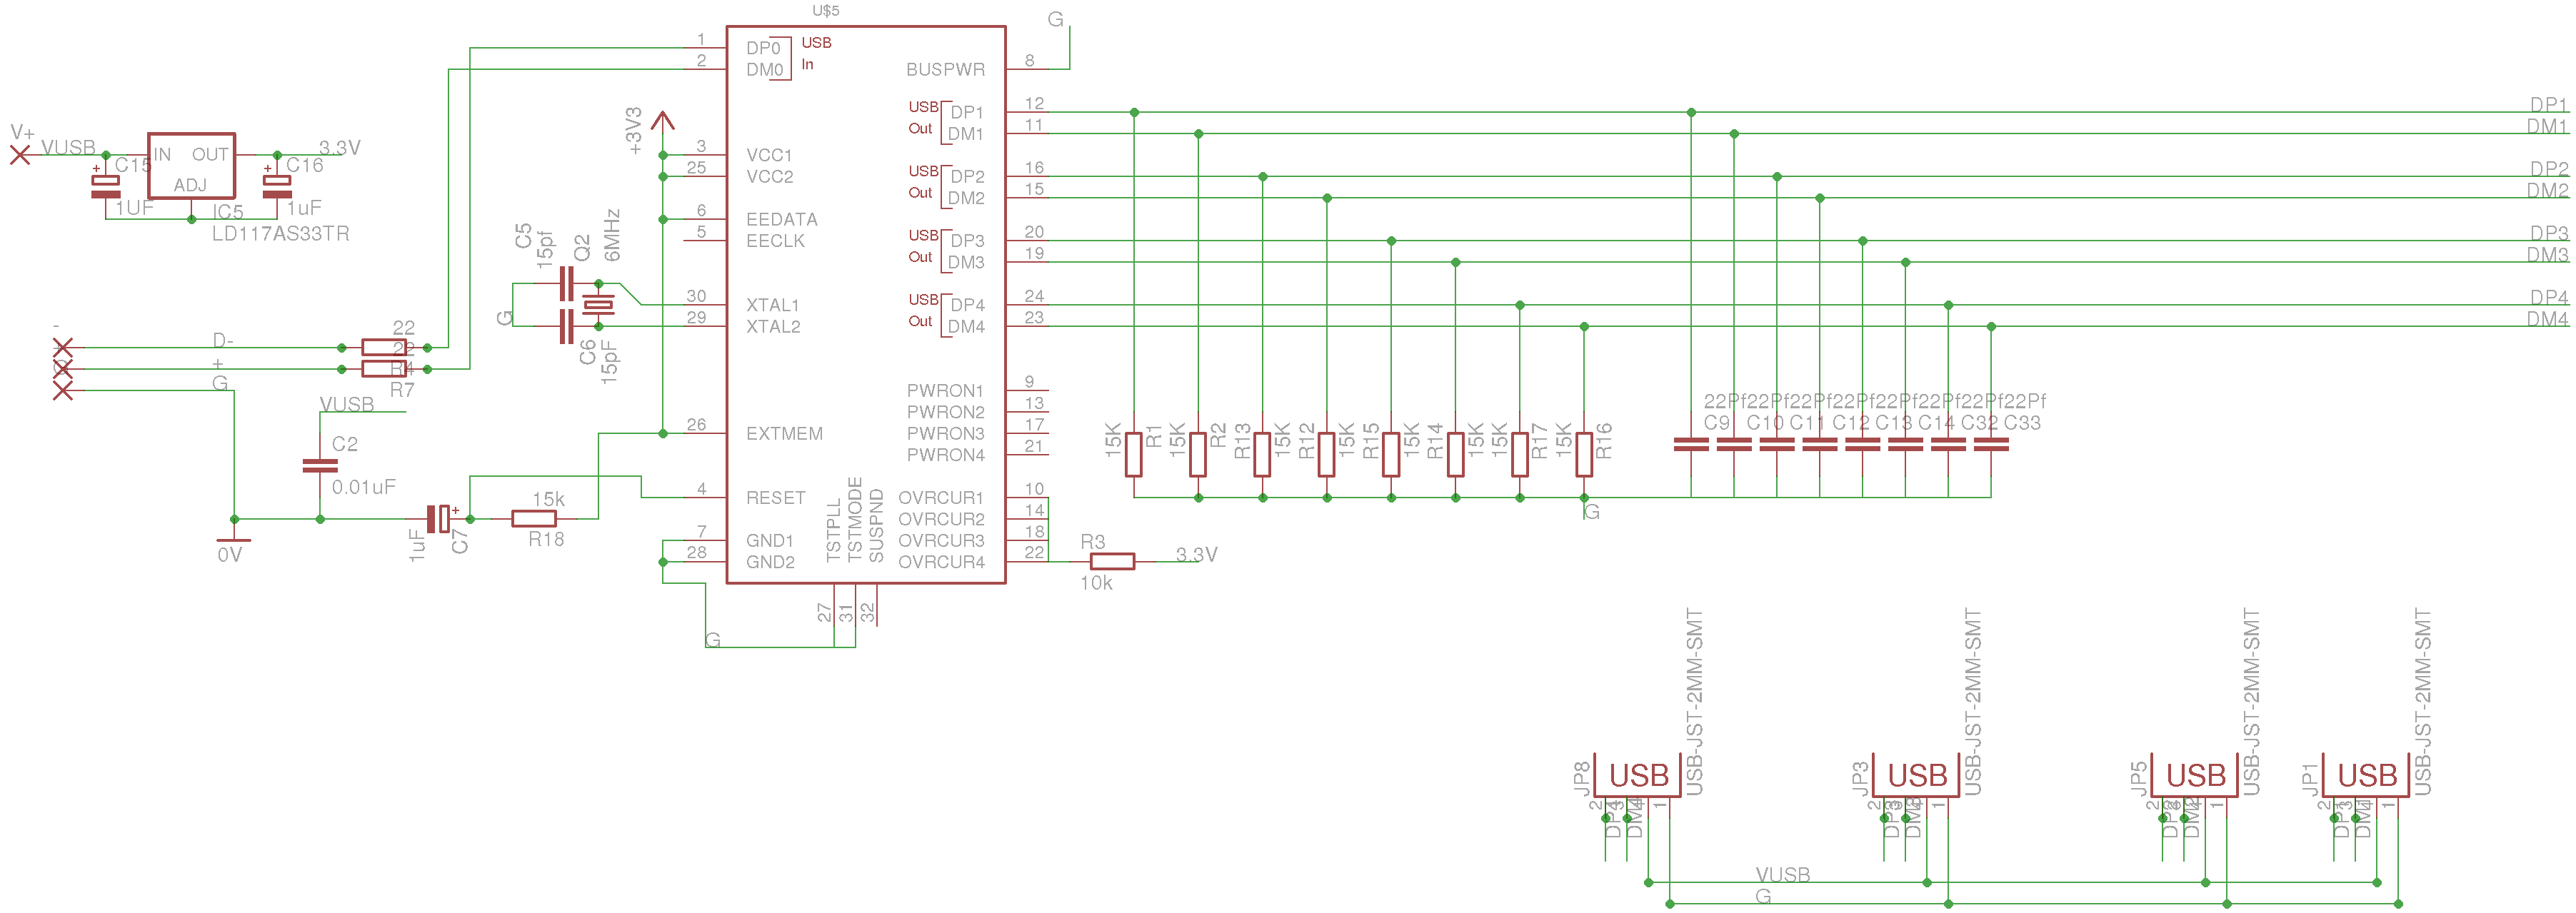 U$5
G
1
DP0
USB
2
DM0
In
BUSPWR
8
USB
DP1
12
DP1
Out
DM1
11
DM1
V+
VUSB
IN
OUT
3.3V
C15
ADJ
C16
1UF
1uF
IC5
LD117AS33TR
+3V3
3
VCC1
25
VCC2
USB
DP2
16
DP2
Out
DM2
15
DM2
6
EEDATA
5
EECLK
USB
DP3
20
DP3
Out
DM3
19
DM3
C5
15pf
Q2
6MHz
30
XTAL1
29
XTAL2
G
C6
15pF
USB
DP4
24
DP4
Out
DM4
23
DM4
-
D-
22
22
+
R4
G
R7
VUSB
C2
0.01uF
PWRON1
9
PWRON2
13
PWRON3
17
PWRON4
21
26
EXTMEM
4
RESET
15k
R18
1uF
C7
0V
7
GND1
28
GND2
TSTPLL
TSTMODE
SUSPND
27
31
32
G
OVRCUR1
10
OVRCUR2
14
OVRCUR3
18
OVRCUR4
22
R3
10k
3.3V
15K
R1
15K
R2
R13
15K
R12
15K
R15
15K
R14
15K
15K
R17
15K
R16
G
22Pf22Pf22Pf22Pf22Pf22Pf22Pf22Pf
C9 C10 C11 C12 C13 C14 C32 C33
JP8
USB
USB-JST-2MM-SMT
2
1
DP4
DM4
JP3
USB
USB-JST-2MM-SMT
2
1
DP3
JP5
USB
USB-JST-2MM-SMT
2
1
JP1
USB
USB-JST-2MM-SMT
2
1
VUSB
G